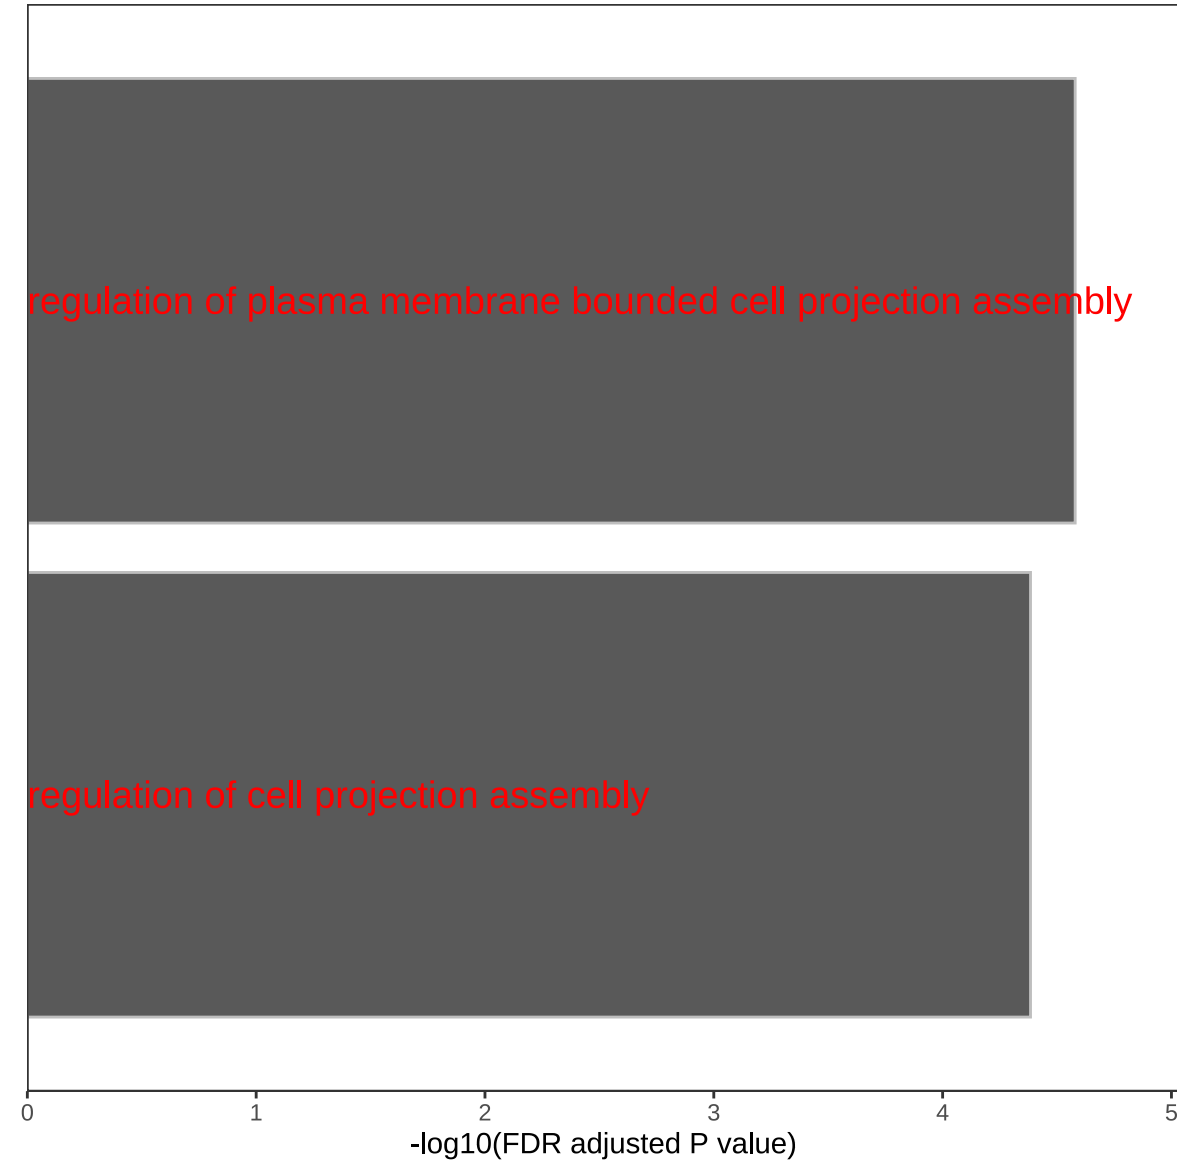 regulation of plasma membrane bounded cell projection assembly
regulation of cell projection assembly
0 1 2 3 4 5
-log10(FDR adjusted P value)